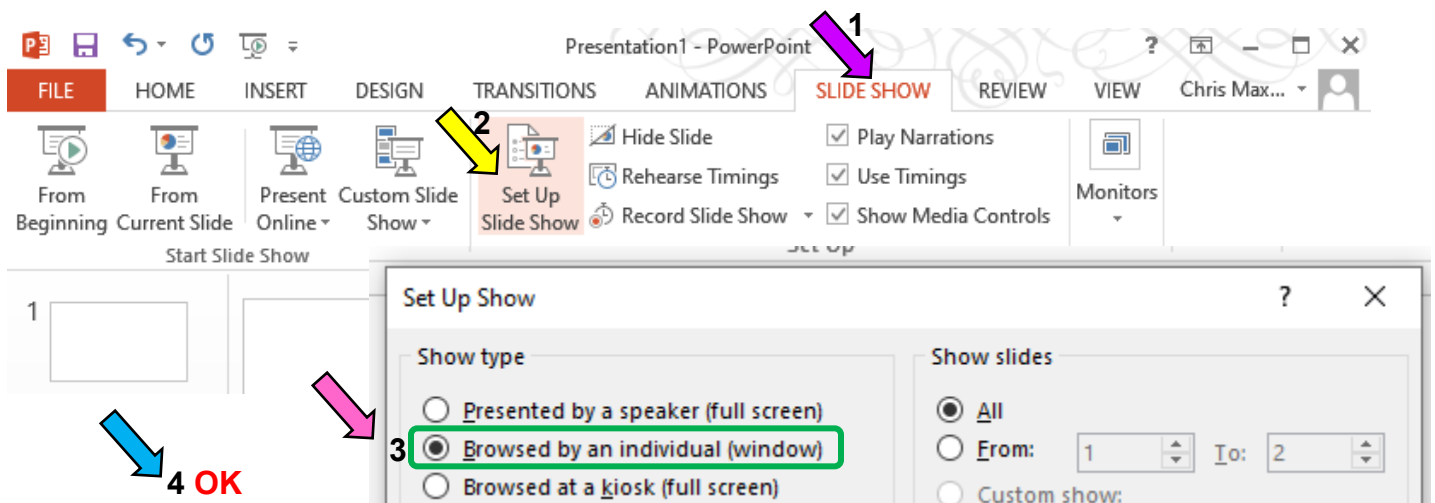 1
Presentation1 - PowerPoint ?
FILE HOME INSERT DESIGN TRANSITIONS ANIMATIONS SLIDE SHOW REVIEW VIEW Chris Max...
2
Hide Slide Play Narrations
Rehearse Timings Use Timings
From From Present Custom Slide Set Up Monitors
Beginning Current Slide Online Show Slide Show Record Slide Show Show Media Controls
Start Slide Show Set Up
1
Set Up Show ?
Show type Show slides
Presented by a speaker (full screen) All
3 Browsed by an individual (window) From: 1 To: 2
4 OK Browsed at a kiosk (full screen) Custom show: